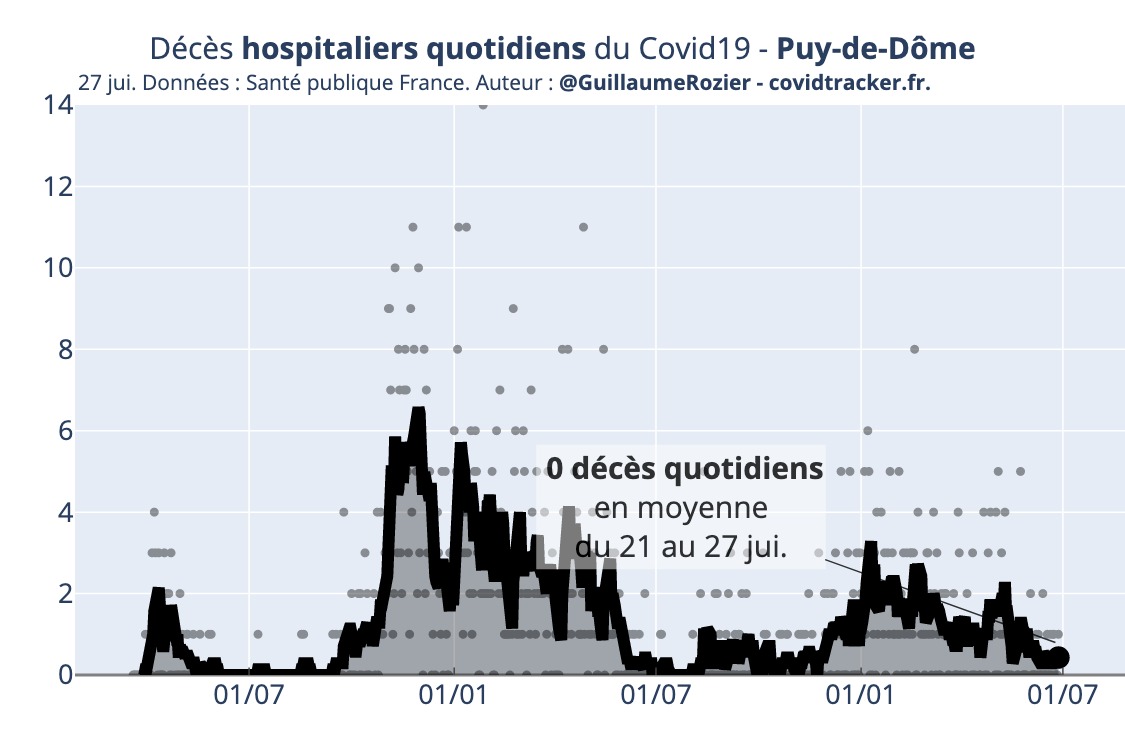 Décès hospitaliers quotidiens du Covid19 - Puy-de-Dôme
27 jui. Données : Santé publique France. Auteur : @GuillaumeRozier - covidtracker.fr.
14
12
10
8
6
4
2
0
0 décès quotidiens
en moyenne
du 21 au 27 jui.
01/07 01/01 01/07 01/01 01/07